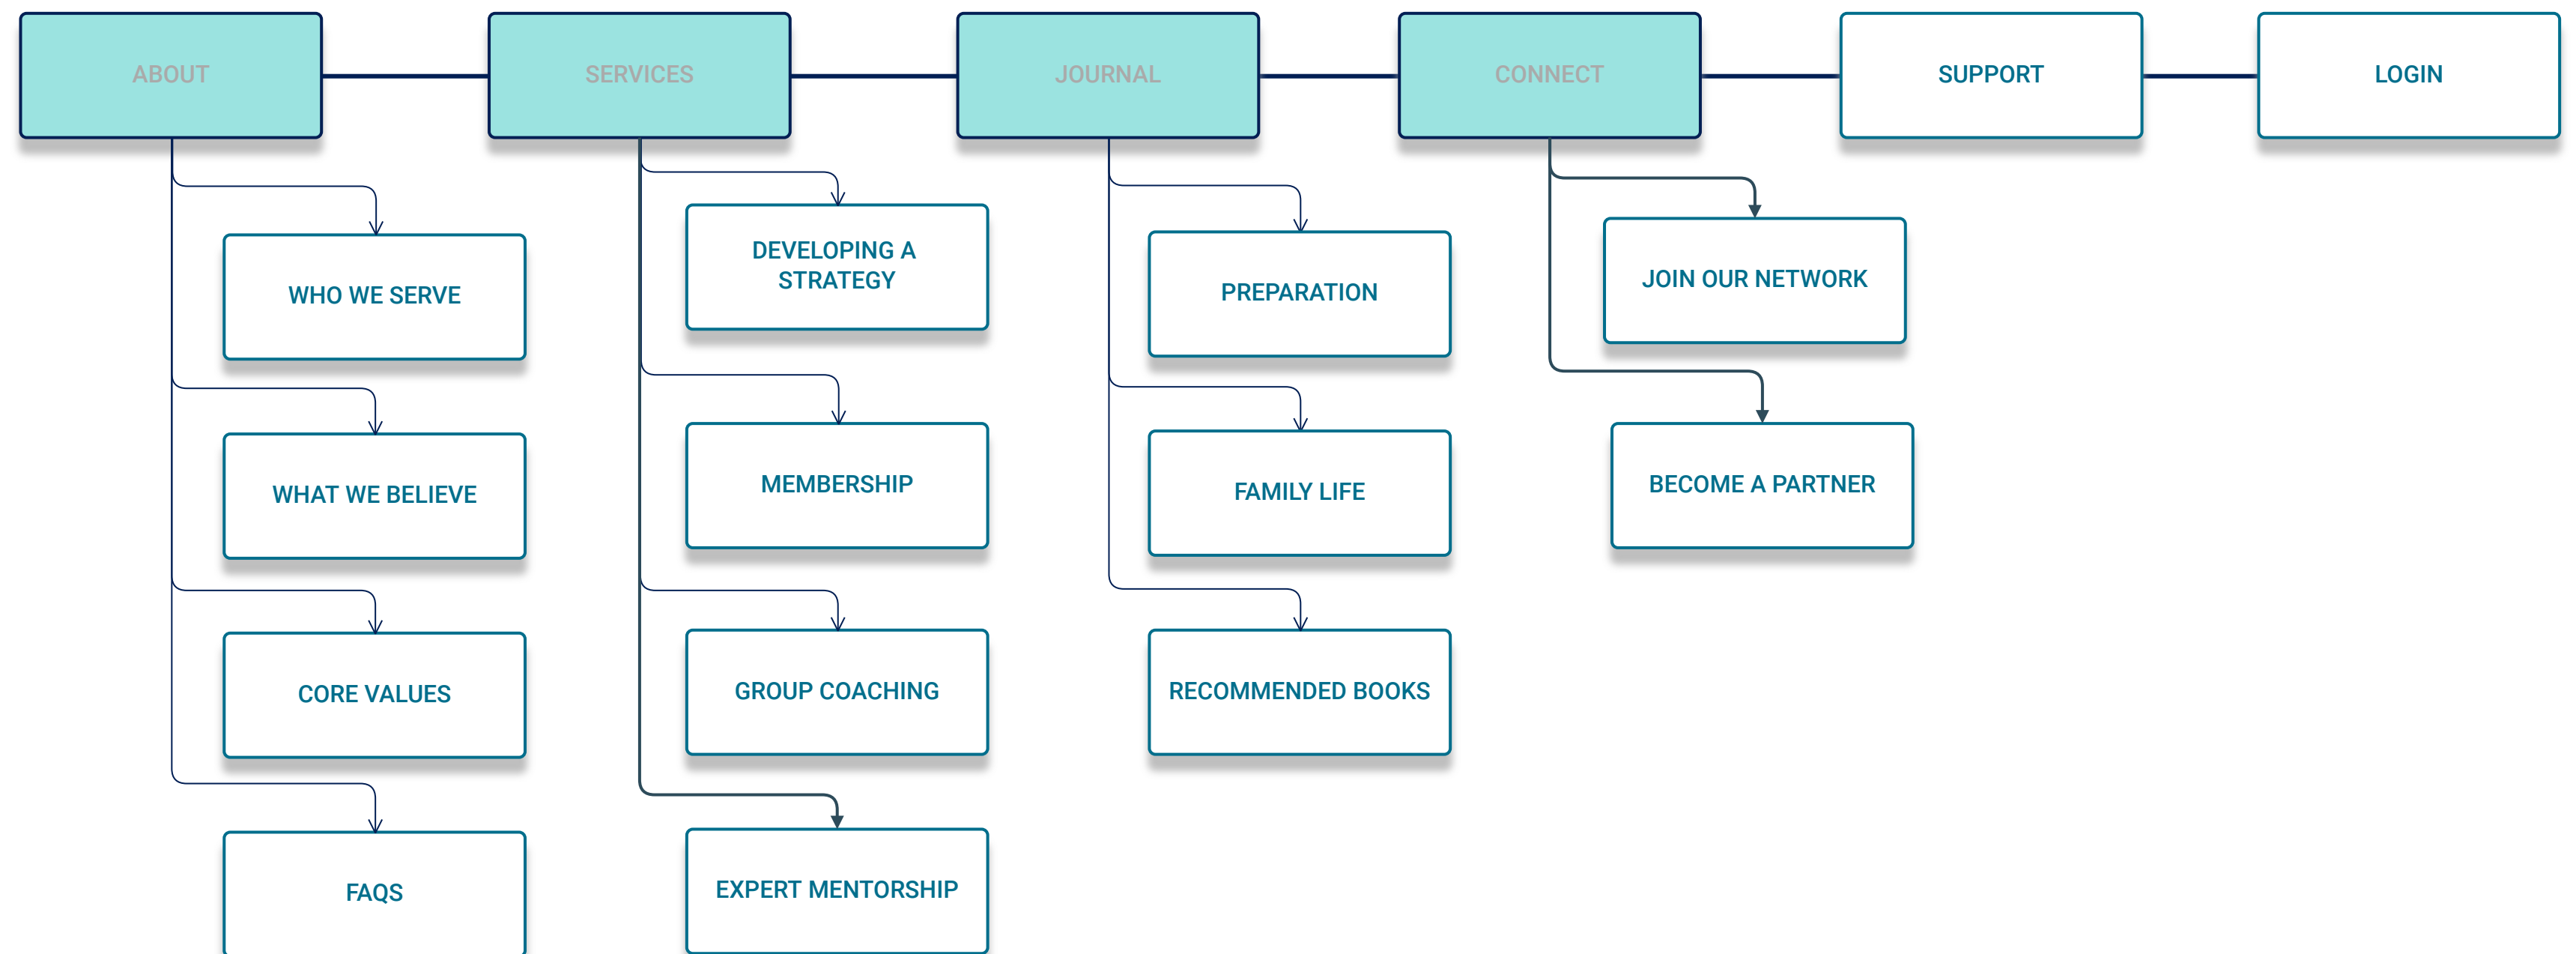 ABOUT
SERVICES
JOURNAL
CONNECT
SUPPORT
LOGIN
WHO WE SERVE
WHAT WE BELIEVE
CORE VALUES
FAQS
DEVELOPING A
STRATEGY
MEMBERSHIP
GROUP COACHING
EXPERT MENTORSHIP
PREPARATION
FAMILY LIFE
RECOMMENDED BOOKS
JOIN OUR NETWORK
BECOME A PARTNER